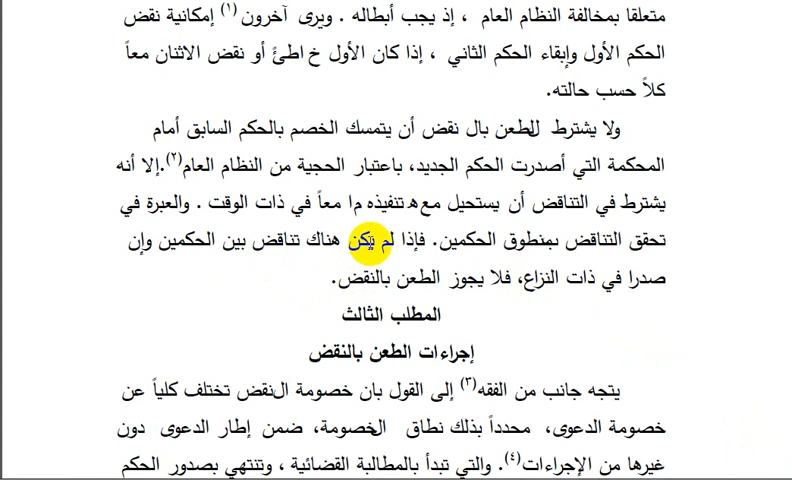 متعلقا بمخالفة النظام العام ، إذ يجب أبطاله . ويرى آخرون(١) إمكانية نقض
الحكم الأول وإبقاء الحكم الثاني ، إذا كان الأول خ اطئً أو نقض الاثنان معاً
كلاً حسب حالته.
ولا يشترط للطعن بال نقض أن يتمسك الخصم بالحكم السابق أمام
المحكمة التي أصدرت الحكم الجديد، باعتبار الحجية من النظام العام(٢).إلا أنه
يشترط في التناقض أن يستحيل مع ه تنفيذه م ا معاً في ذات الوقت . والعبرة في
تحقق التناقض بمنطوق الحكمين. فإذا لم يكن هناك تناقض بين الحكمين وإن
صدرا في ذات النزاع، فلا يجوز الطعن بالنقض.
المطلب الثالث
إجراءات الطعن بالنقض
يتجه جانب من الفقه(٣) إلى القول بان خصومة النقض تختلف كلياً عن
خصومة الدعوى، محدداً بذلك نطاق الخصومة، ضمن إطار الدعوى دون
غيرها من الإجراءات(٤). والتي تبدأ بالمطالبة القضائية ، وتنتهي بصدور الحكم